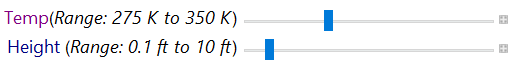 Temp(Range: 275 K to 350 K)
Height (Range: 0.1 ft to 10 ft)